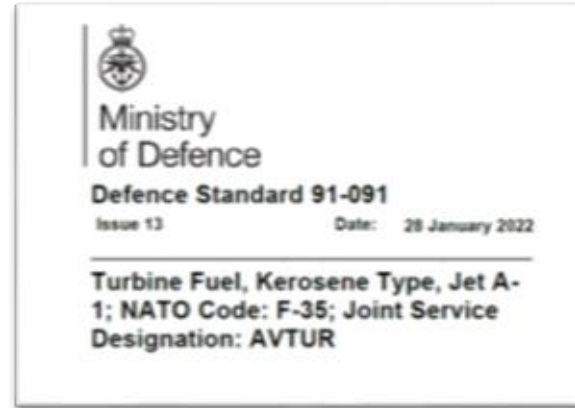 Ministry
of Defence
Defence Standard 91-091
Issue 13 Date: 28 January 2022
Turbine Fuel, Kerosene Type, Jet A-
1; NATO Code: F-35; Joint Service
Designation: AVTUR